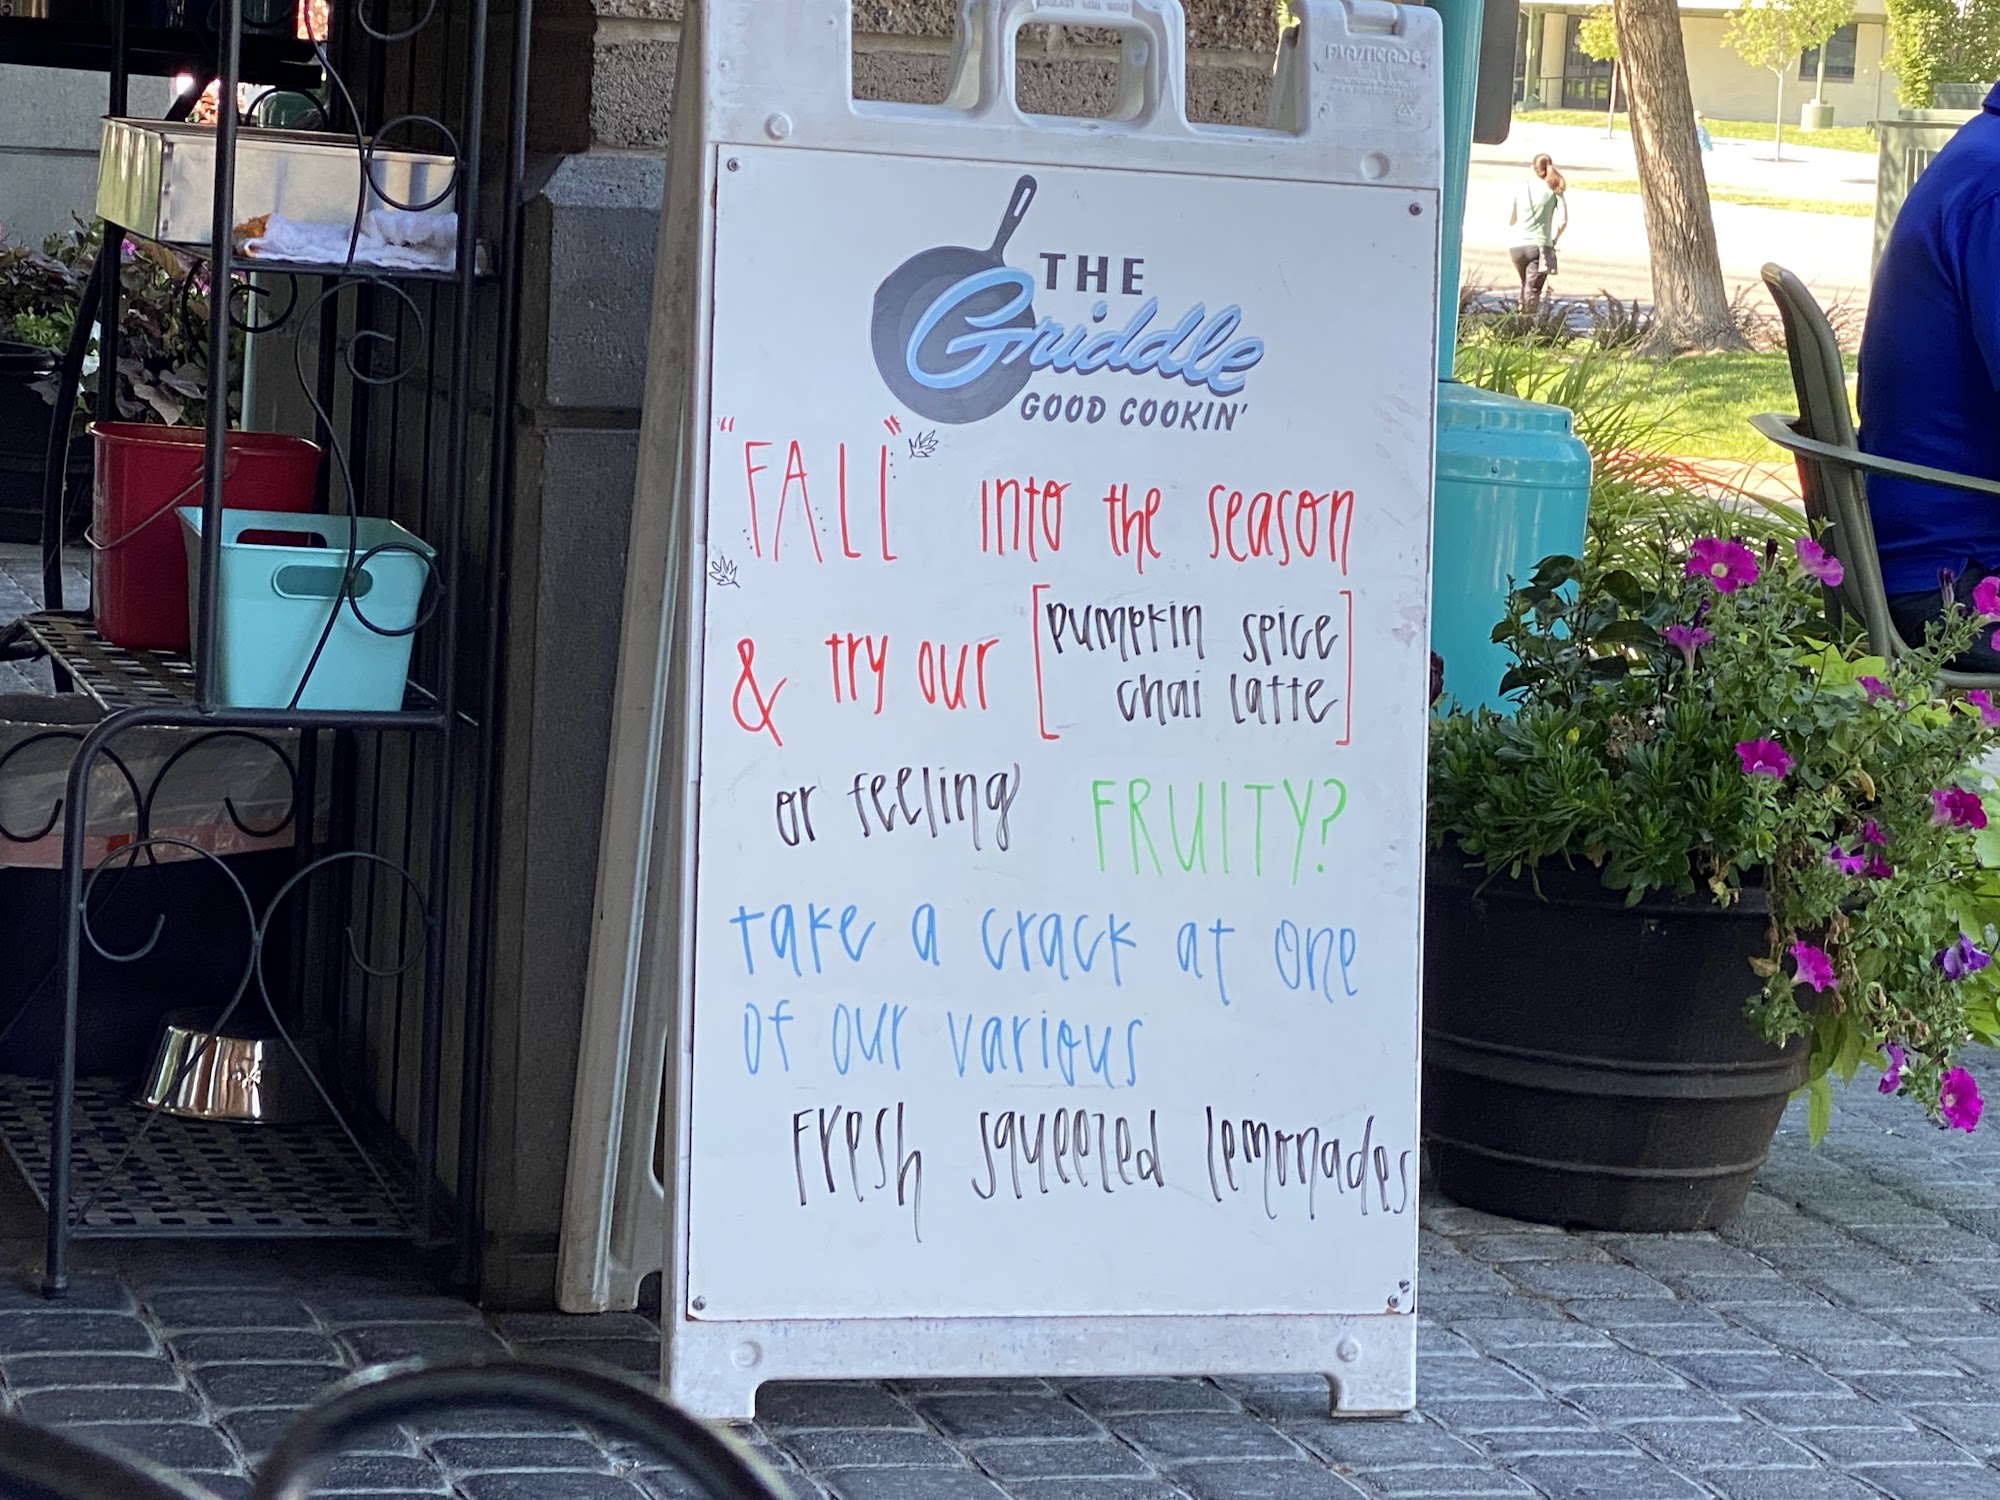 PLASTICADE
THE
Griddle
GOOD COOKIN'
"FALL" into the season
& try our [pumpkin spice
chai latte]
or feeling FRUITY?
take a crack at one
of our various
Fresh squeezed lemonades